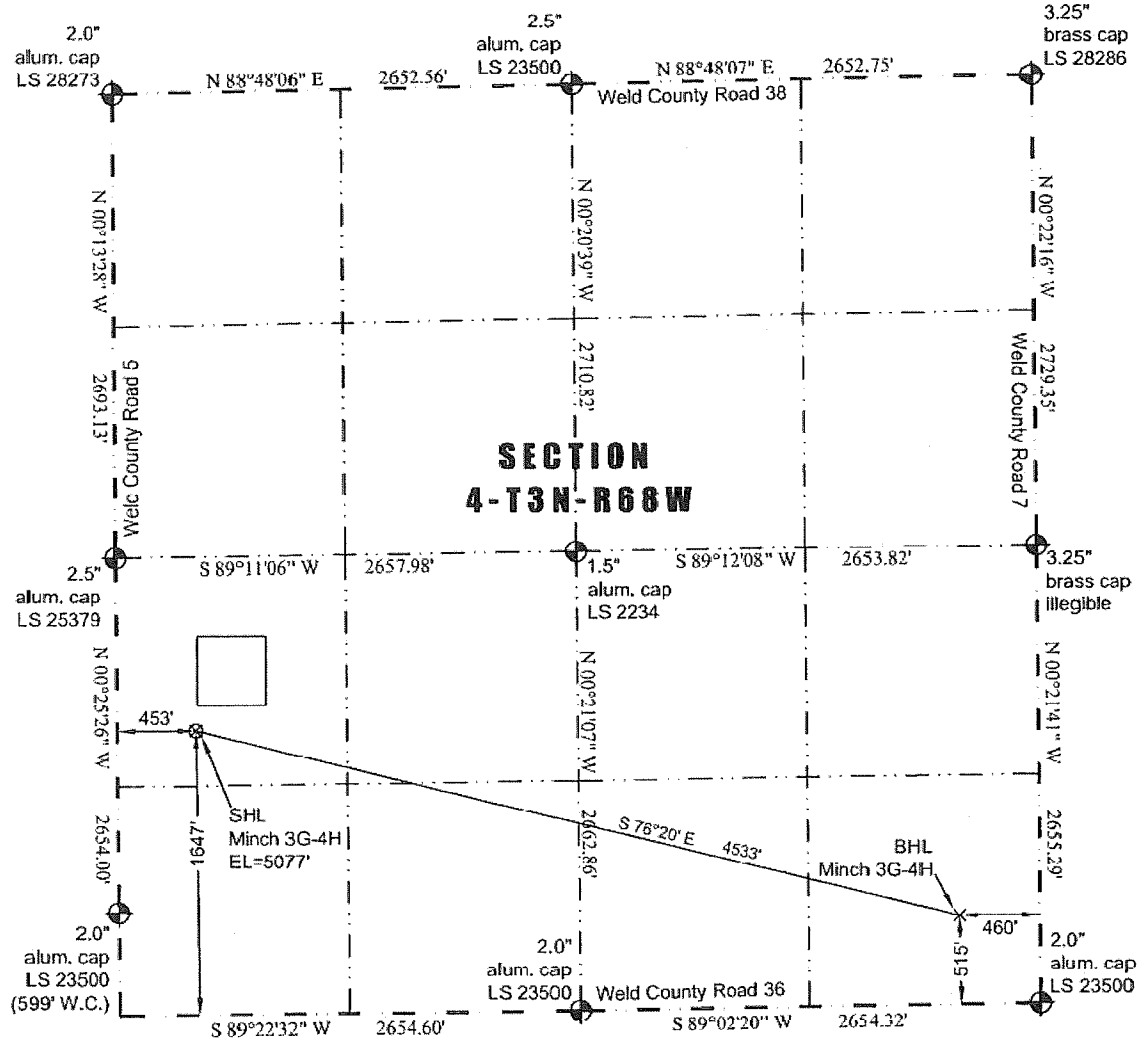 2.0"
alum. cap
LS 28273
N 88°48'06" E 2652.56'
2.5"
alum. cap
LS 23500
N 88°48'07" E 2652.75'
Weld County Road 38
3.25"
brass cap
LS 28286
N 00°13'28" W
2693.13'
Weld County Road 5
N 00°20'39" W
2710.82'
N 00°22'16" W
2729.35'
Weld County Road 7
SECTION
4-T3N-R68W
2.5"
alum. cap
LS 25379
S 89°11'06" W 2657.98'
1.5"
alum. cap
LS 2234
S 89°12'08" W 2653.82'
3.25"
brass cap
illegible
N 00°25'26" W
2654.00'
453'
1647'
SHL
Minch 3G-4H
EL=5077'
N 00°21'07" W
2662.86'
S 76°20' E 4533'
N 00°21'41" W
2655.29'
BHL
Minch 3G-4H
460'
515'
2.0"
alum. cap
LS 23500
(599' W.C.)
S 89°22'32" W 2654.60'
2.0"
alum. cap
LS 23500
Weld County Road 36
S 89°02'20" W 2654.32'
2.0"
alum. cap
LS 23500